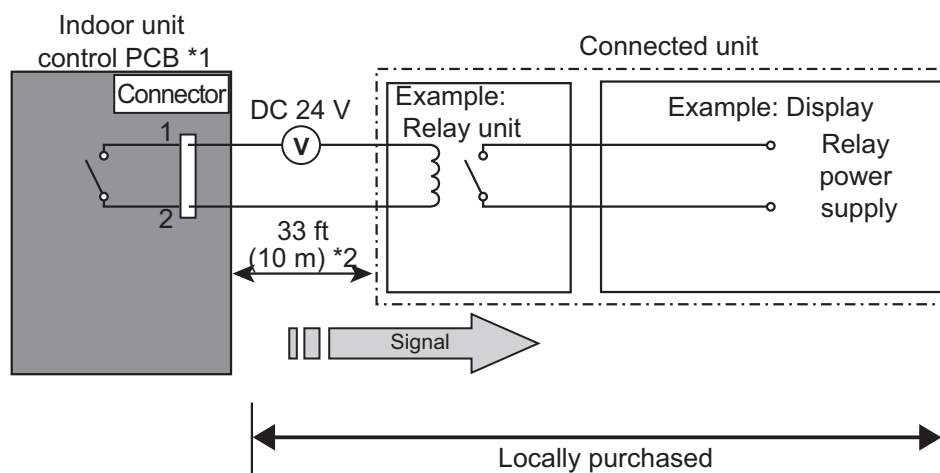 Indoor unit
control PCB *1
Connector
1
2
DC 24 V
V
33 ft
(10 m) *2
Connected unit
Example:
Relay unit
Example: Display
Relay
power
supply
Signal
Locally purchased